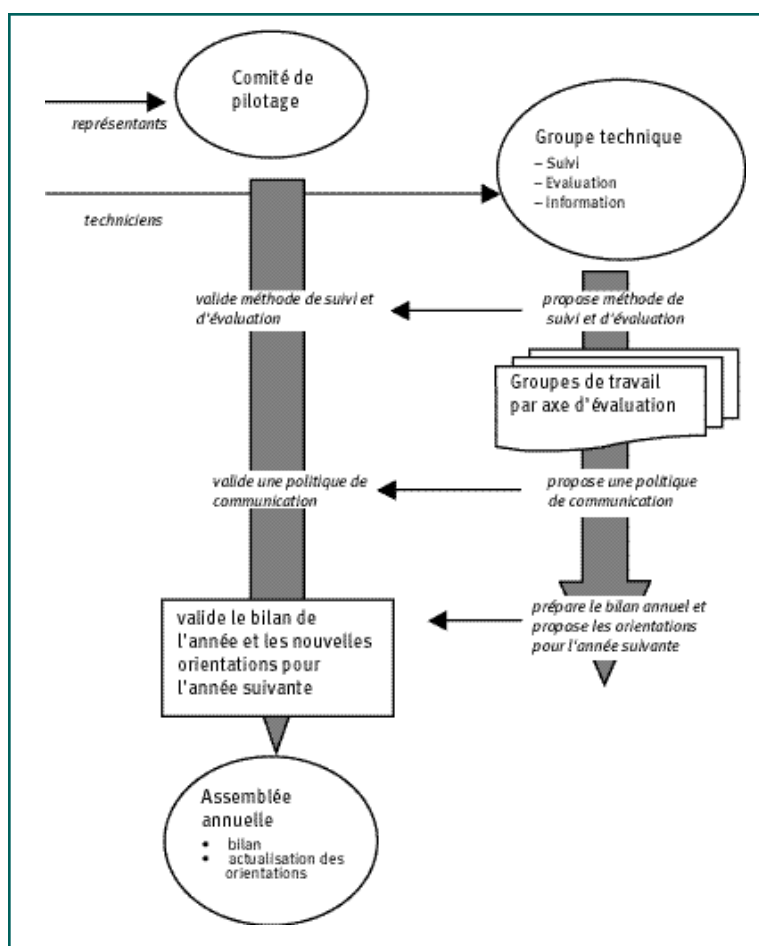 Comité de
pilotage
représentants
Groupe technique
– Suivi
– Evaluation
– Information
techniciens
valide méthode de suivi et
d'évaluation
propose méthode de
suivi et d'évaluation
Groupes de travail
par axe d'évaluation
valide une politique de
communication
propose une politique
de communication
valide le bilan de
l'année et les nouvelles
orientations pour
l'année suivante
prépare le bilan annuel et
propose les orientations
pour l'année suivante
Assemblée
annuelle
• bilan
• actualisation des
orientations